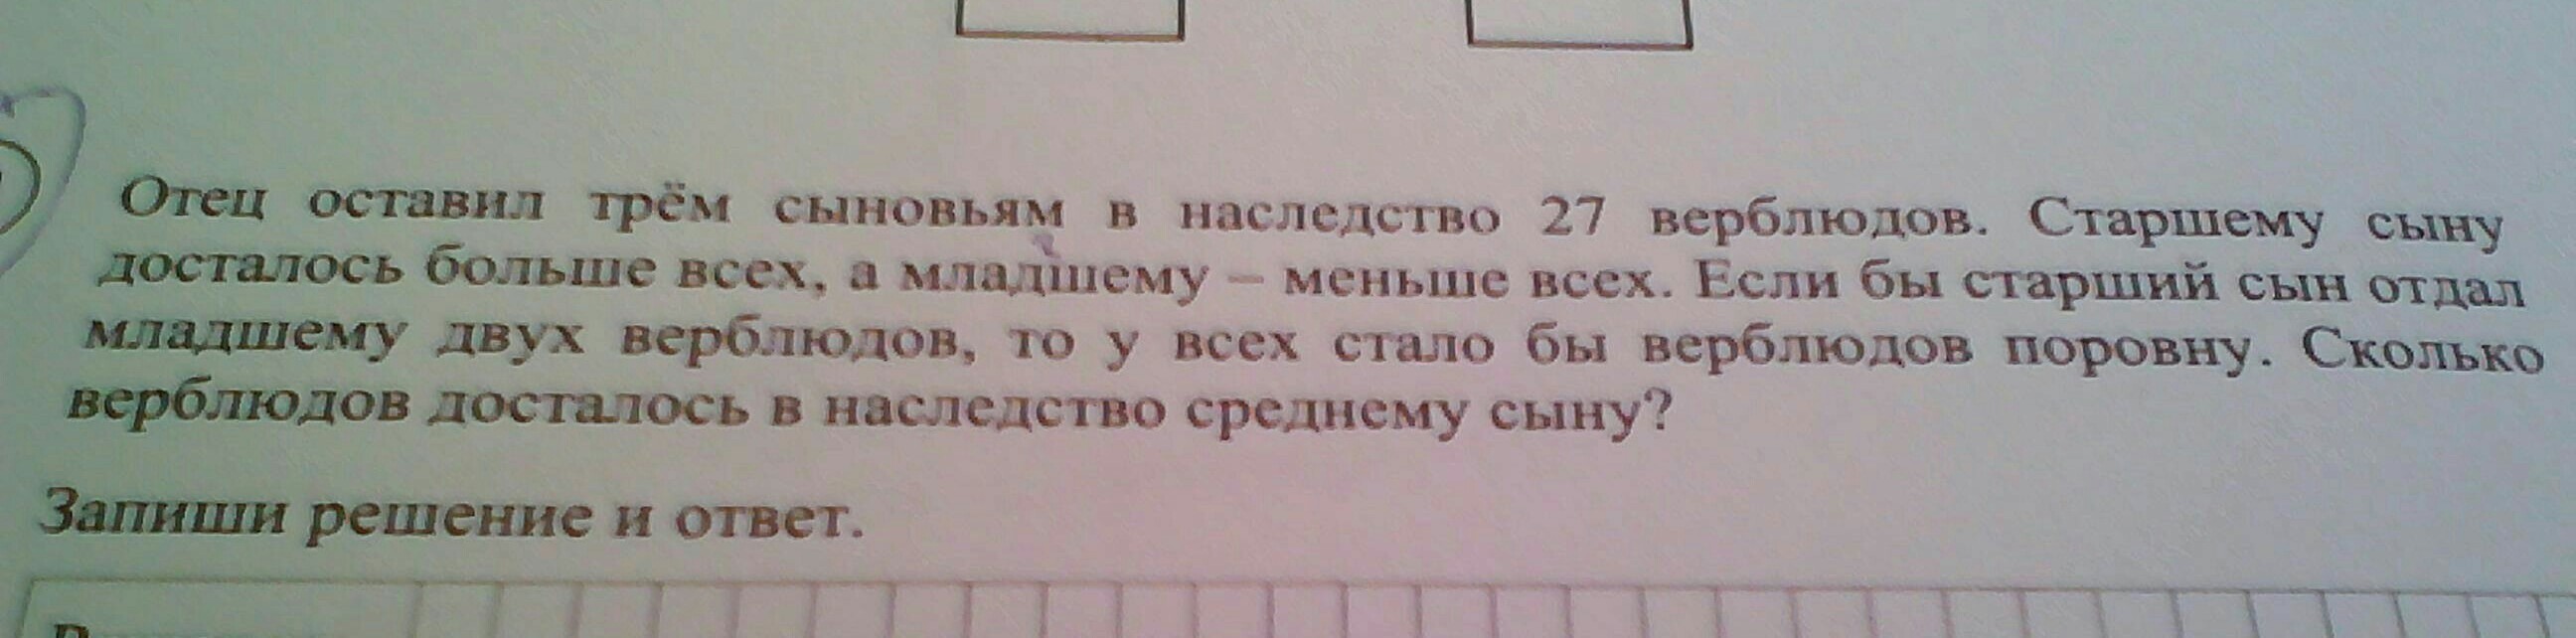 Отец оставил трём сыновьям в наследство 27 верблюдов. Старшему сыну
досталось больше всех, а младшему – меньше всех. Если бы старший сын отдал
младшему двух верблюдов, то у всех стало бы верблюдов поровну. Сколько
верблюдов досталось в наследство среднему сыну?
Запиши решение и ответ.